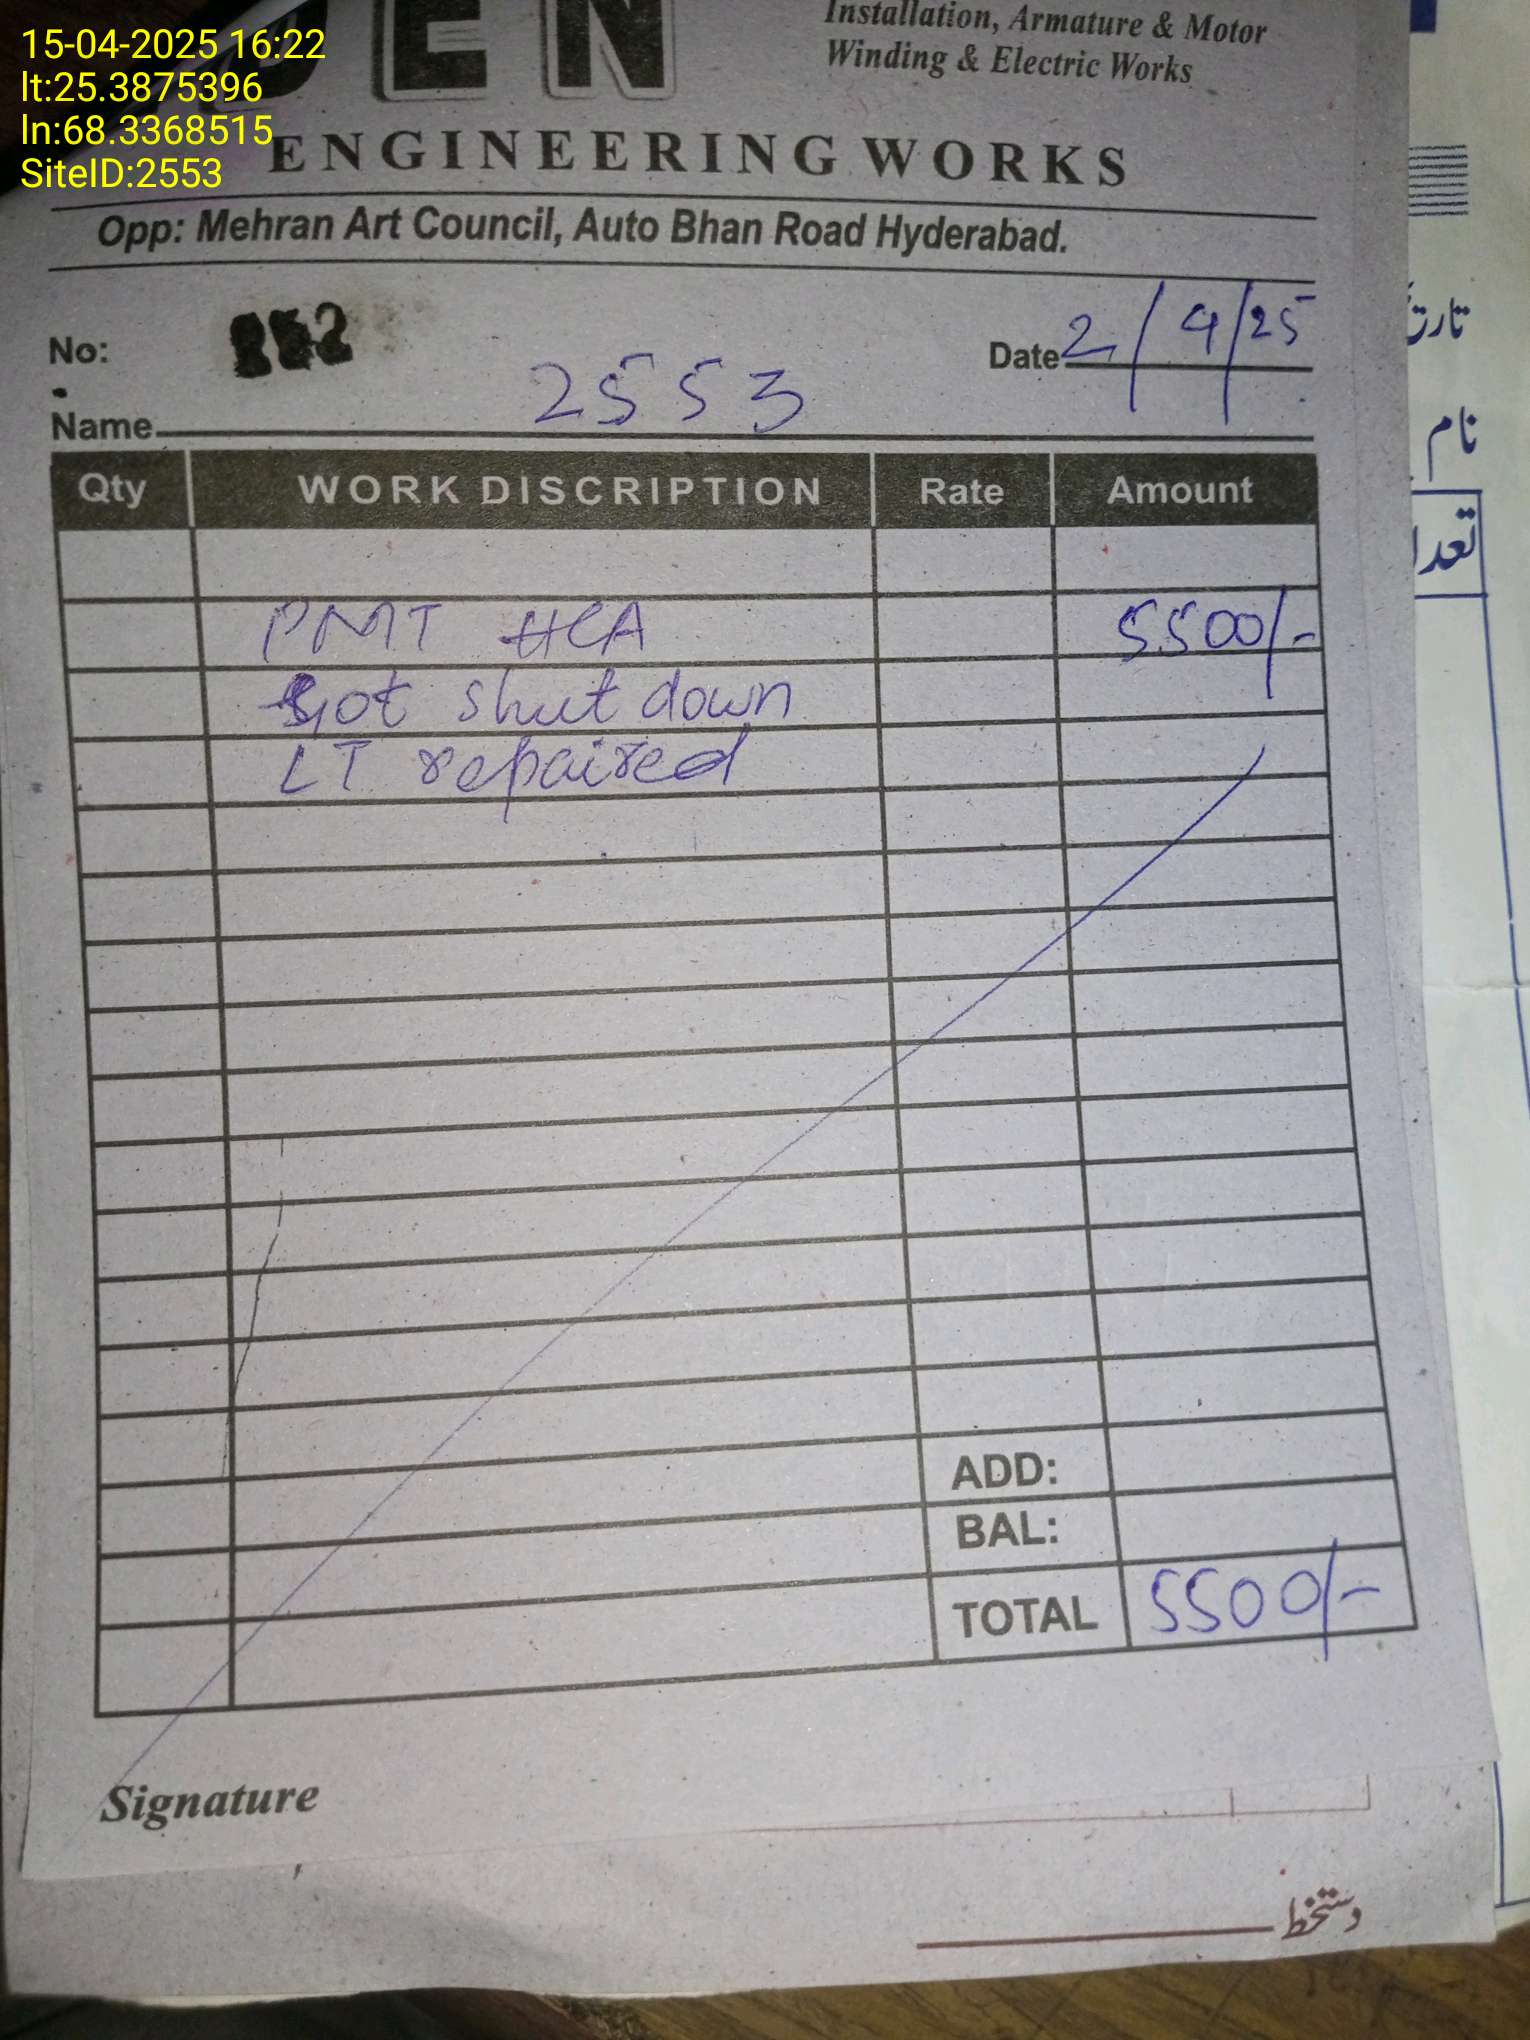 15-04-2025 16:22
lt:25.3875396
ln:68.3368515
SiteID:2553
EN
Installation, Armature & Motor
Winding & Electric Works
ENGINEERING WORKS
Opp: Mehran Art Council, Auto Bhan Road Hyderabad.
No:
Date 2/4/25
Name 2553
Qty WORK DISCRIPTION Rate Amount
PMT HCA 5500/-
Got shut down
LT repaired
ADD:
BAL:
TOTAL 5500/-
Signature
دستخط
نام